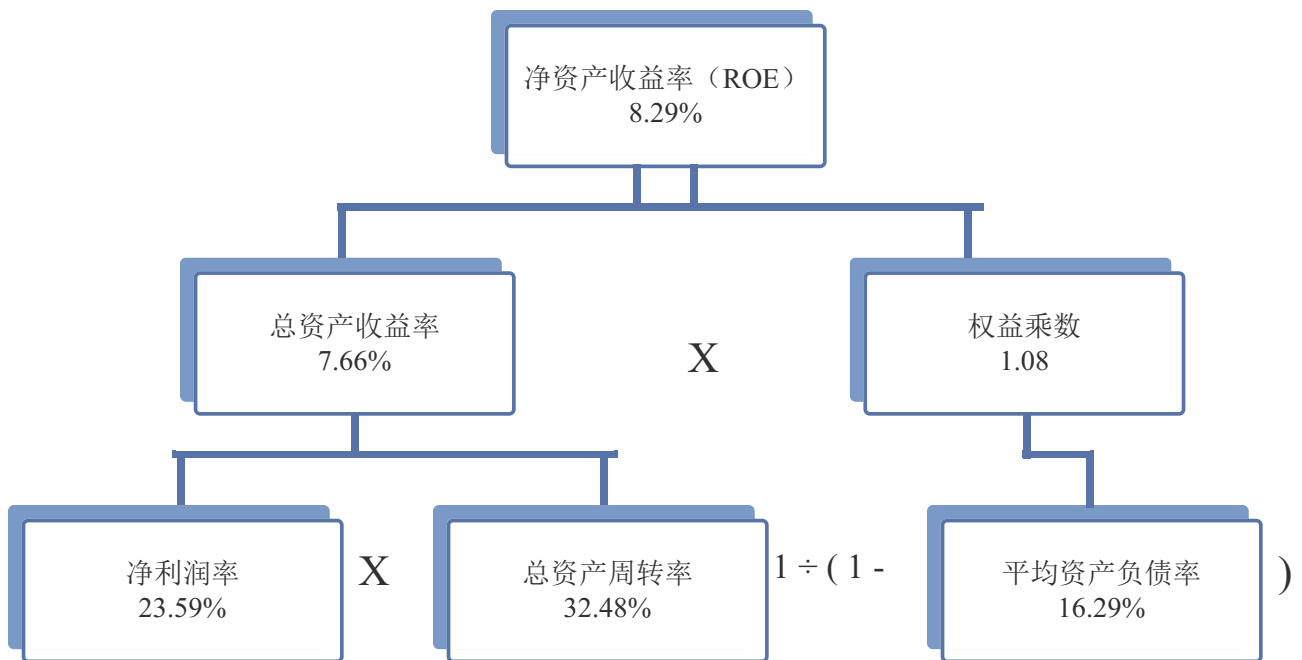 净资产收益率（ROE）
8.29%
总资产收益率
7.66%
X
权益乘数
1.08
净利润率
23.59%
X
总资产周转率
32.48%
1 ÷ ( 1 -
平均资产负债率
16.29%
)